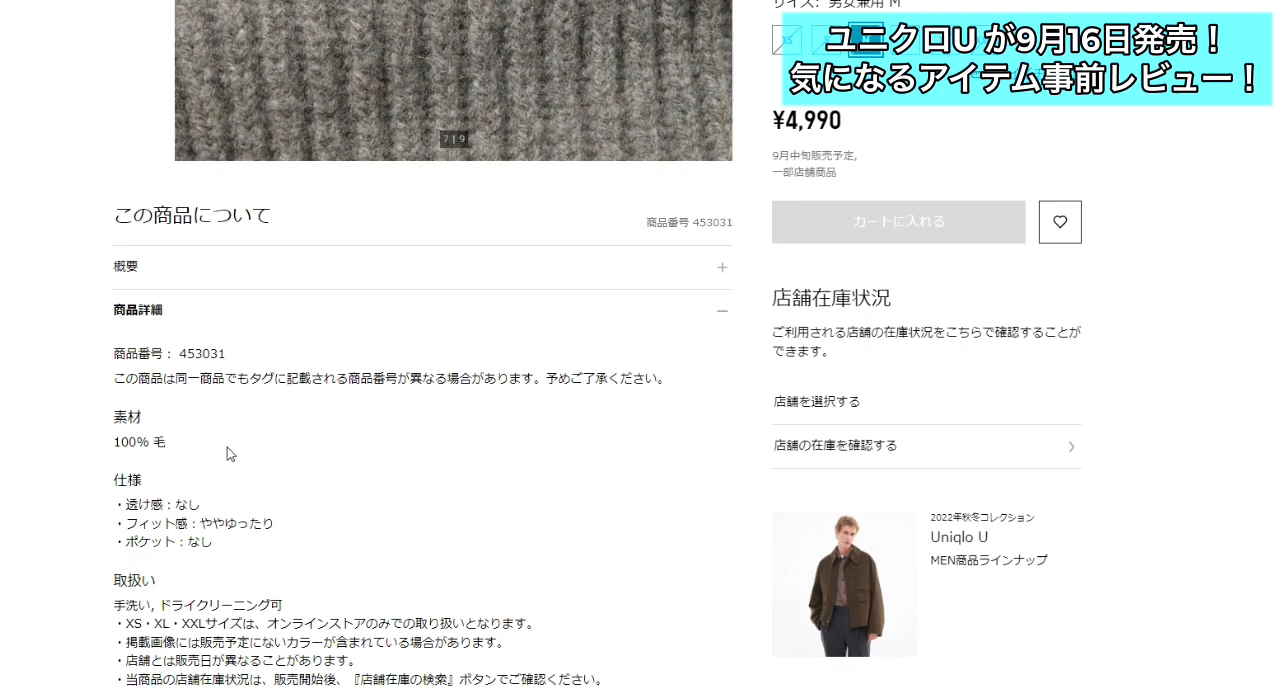 サイズ: 男女兼用 M
XS
ユニクロU が9月16日発売！
気になるアイテム事前レビュー！
¥4,990
7 | 9
9月中旬販売予定,
一部店舗商品
この商品について
商品番号 453031
カートに入れる
概要
商品詳細
店舗在庫状況
ご利用される店舗の在庫状況をこちらで確認することが
できます。
商品番号： 453031
この商品は同一商品でもタグに記載される商品番号が異なる場合があります。予めご了承ください。
店舗を選択する
素材
100% 毛
店舗の在庫を確認する
仕様
・透け感：なし
・フィット感：ややゆったり
・ポケット：なし
2022年秋冬コレクション
Uniqlo U
MEN商品ラインナップ
取扱い
手洗い, ドライクリーニング可
・XS・XL・XXLサイズは、オンラインストアのみでの取り扱いとなります。
・掲載画像には販売予定にないカラーが含まれている場合があります。
・店舗とは販売日が異なることがあります。
・当商品の店舗在庫状況は、販売開始後、『店舗在庫の検索』ボタンでご確認ください。